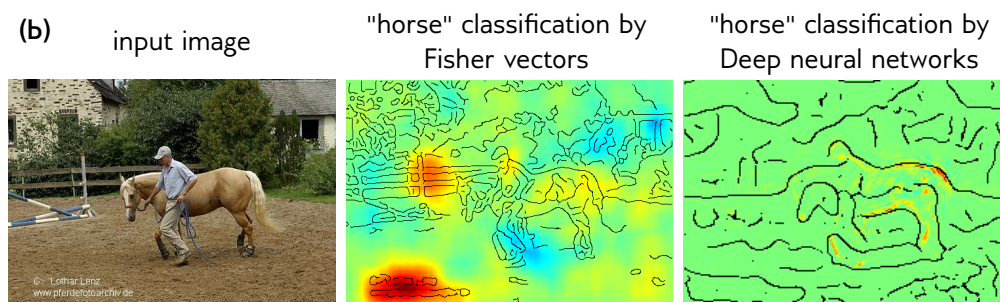 (b)
input image
"horse" classification by
Fisher vectors
"horse" classification by
Deep neural networks
© Lothar Lenz
www.pferdefotoarchiv.de